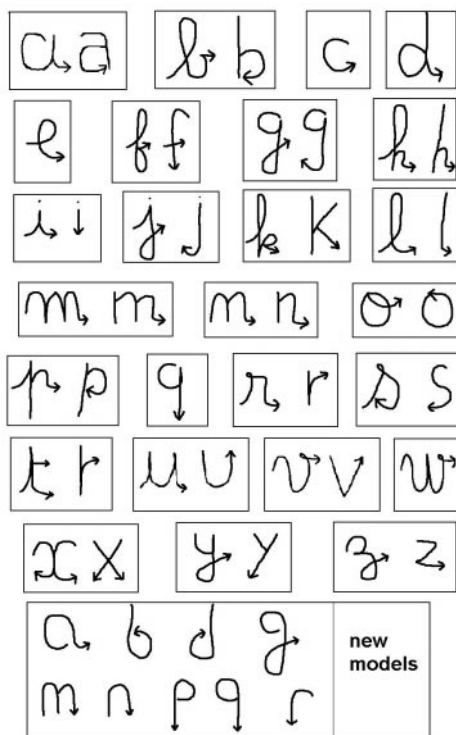 a a b b c d
e f f g g h h
i i j j k k l l
m m n n o o
p p q r r s s
t t u u v v w
x x y y z z
a b d g
m n p q r
new
models